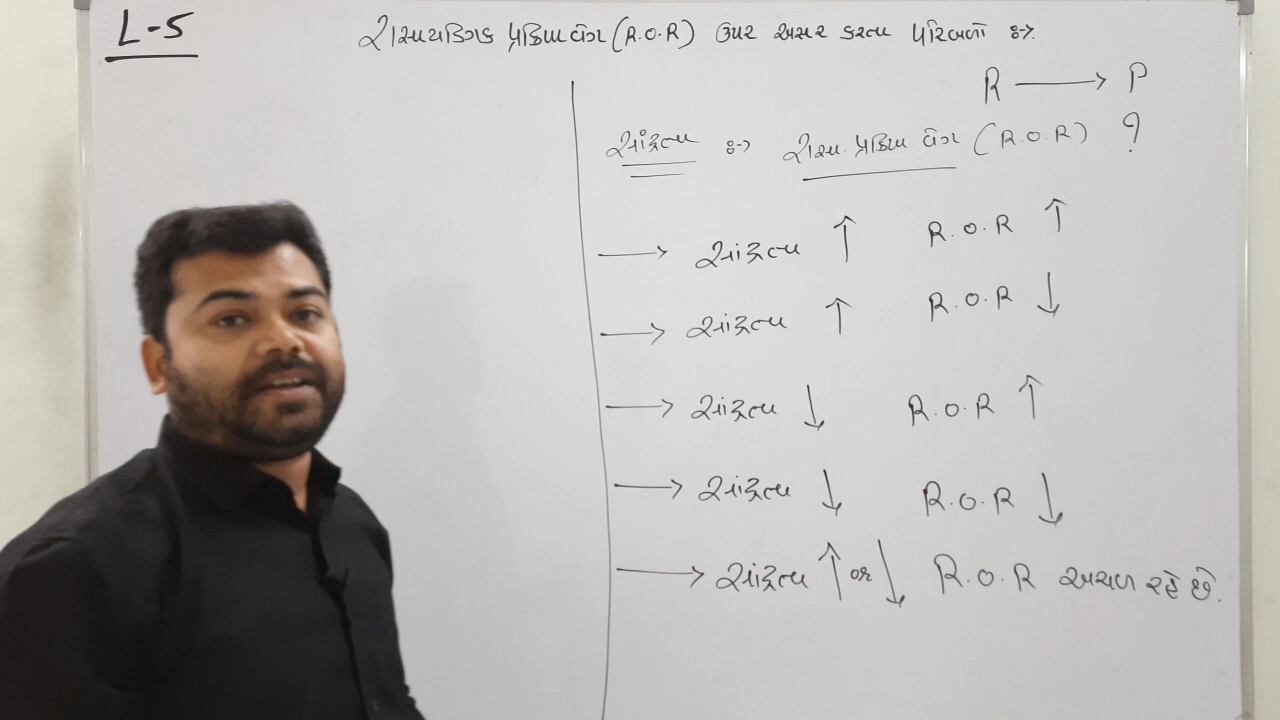 L-5
રાસાયણિક પ્રક્રિયા વેગ (R.O.R) ઉપર અસર કરતા પરિબળો :->
R ⟶ P
સાંદ્રતા :-> રાસા. પ્રક્રિયા વેગ (R.O.R) ?
⟶ સાંદ્રતા ↑ R.O.R ↑
⟶ સાંદ્રતા ↑ R.O.R ↓
⟶ સાંદ્રતા ↓ R.O.R ↑
⟶ સાંદ્રતા ↓ R.O.R ↓
⟶ સાંદ્રતા ↑ or ↓ R.O.R અચળ રહે છે.